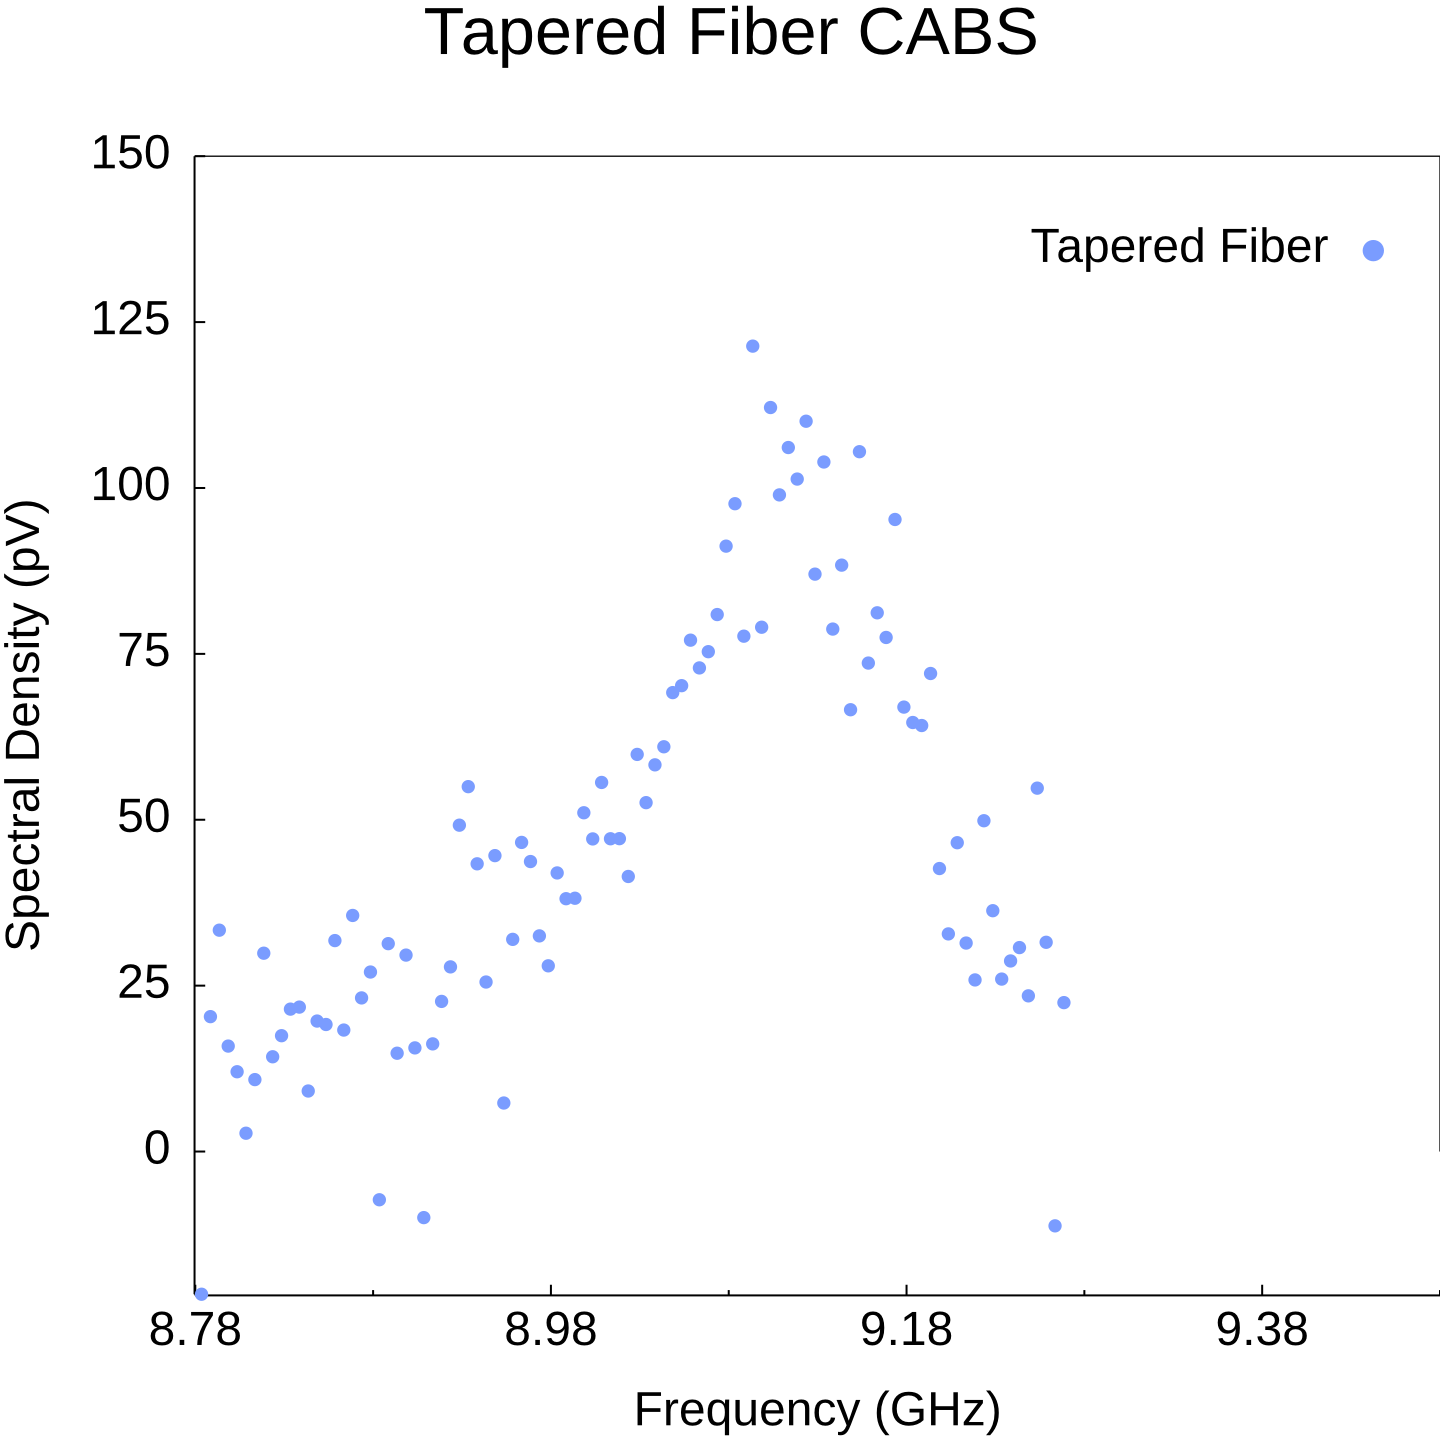 Tapered Fiber CABS
150
125
100
75
50
25
0
Spectral Density (pV)
Tapered Fiber
8.78 8.98 9.18 9.38
Frequency (GHz)